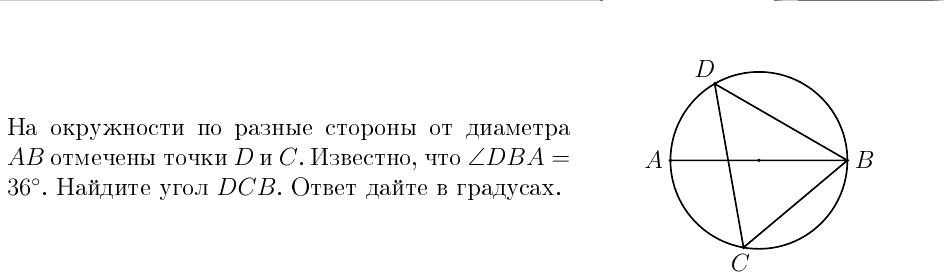 D
На окружности по разные стороны от диаметра
AB отмечены точки D и C. Известно, что ∠DBA =
36°. Найдите угол DCB. Ответ дайте в градусах.
A
B
C